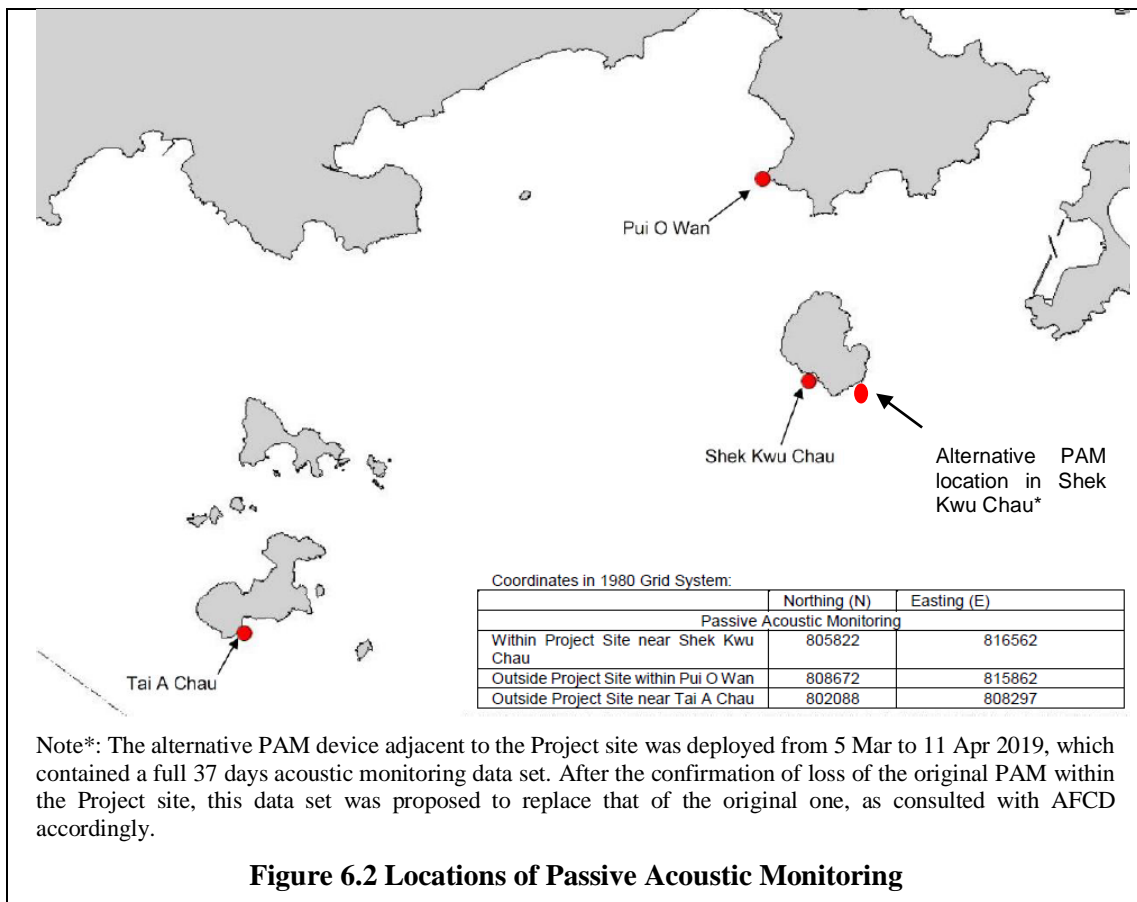 Pui O Wan
Shek Kwu Chau
Alternative PAM
location in Shek
Kwu Chau*
Tai A Chau
Coordinates in 1980 Grid System:
Northing (N) Easting (E)
Passive Acoustic Monitoring
Within Project Site near Shek Kwu Chau 805822 816562
Outside Project Site within Pui O Wan 808672 815862
Outside Project Site near Tai A Chau 802088 808297
Note*: The alternative PAM device adjacent to the Project site was deployed from 5 Mar to 11 Apr 2019, which
contained a full 37 days acoustic monitoring data set. After the confirmation of loss of the original PAM within
the Project site, this data set was proposed to replace that of the original one, as consulted with AFCD
accordingly.
Figure 6.2 Locations of Passive Acoustic Monitoring